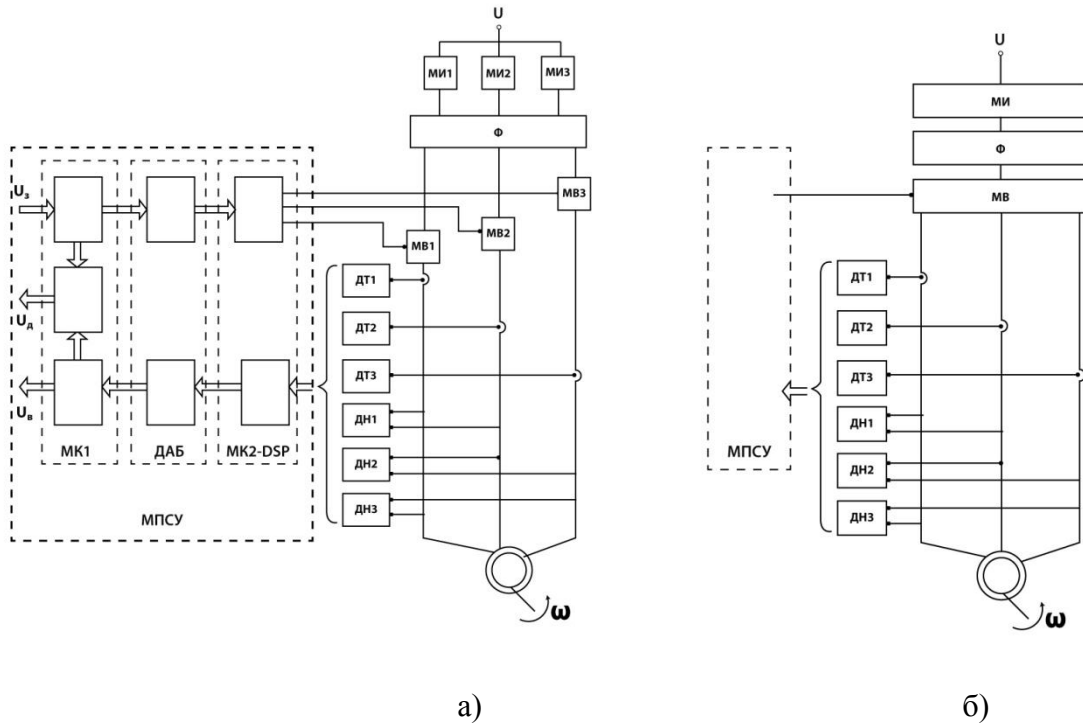 U
МИ1 МИ2 МИ3
Ф
МВ3
МВ2
МВ1
Uз
Uд
Uв
МК1 ДАБ МК2-DSP
МПСУ
ДТ1
ДТ2
ДТ3
ДН1
ДН2
ДН3
ω
а)
U
МИ
Ф
МВ
МПСУ
ДТ1
ДТ2
ДТ3
ДН1
ДН2
ДН3
ω
б)